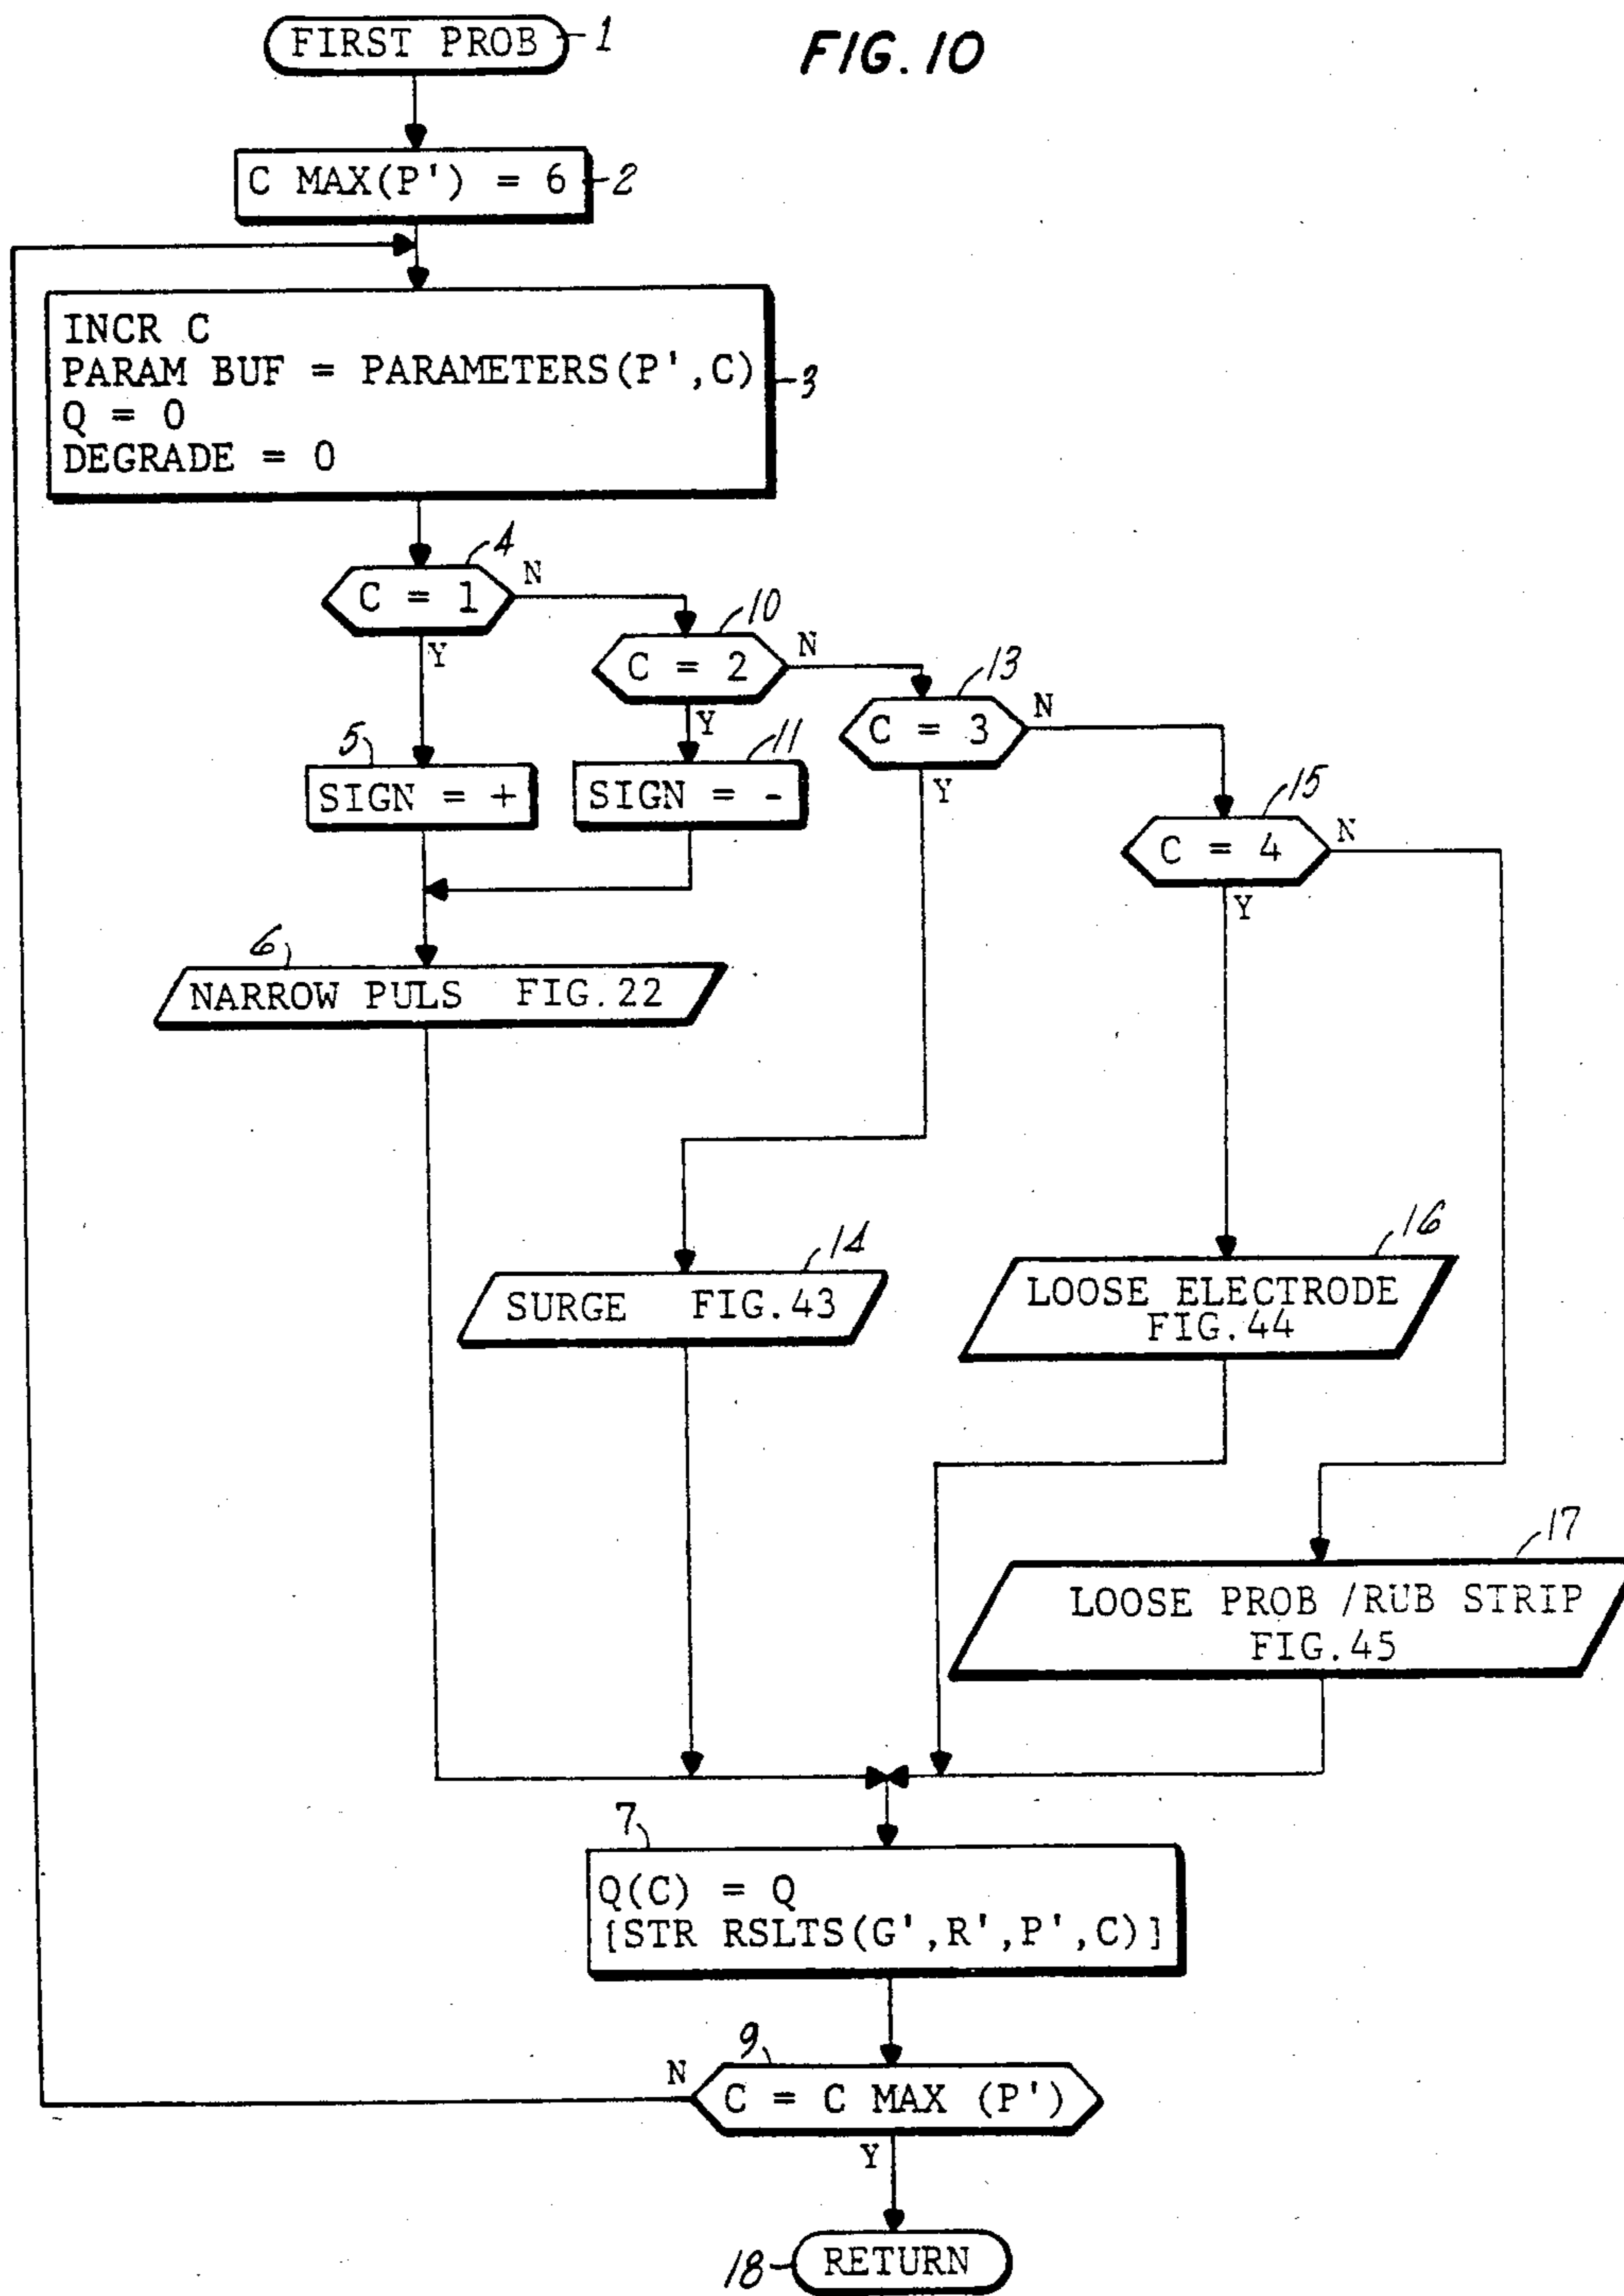 FIRST PROB
1
FIG. 10
C MAX(P') = 6
2
INCR C
PARAM BUF = PARAMETERS(P',C)
Q = 0
DEGRADE = 0
3
4
C = 1
N
Y
10
C = 2
N
Y
13
C = 3
N
Y
5
SIGN = +
11
SIGN = -
15
C = 4
N
Y
6
NARROW PULS FIG.22
14
SURGE FIG.43
16
LOOSE ELECTRODE
FIG.44
17
LOOSE PROB /RUB STRIP
FIG.45
7
Q(C) = Q
[STR RSLTS(G',R',P',C)]
9
N
C = C MAX (P')
Y
18
RETURN